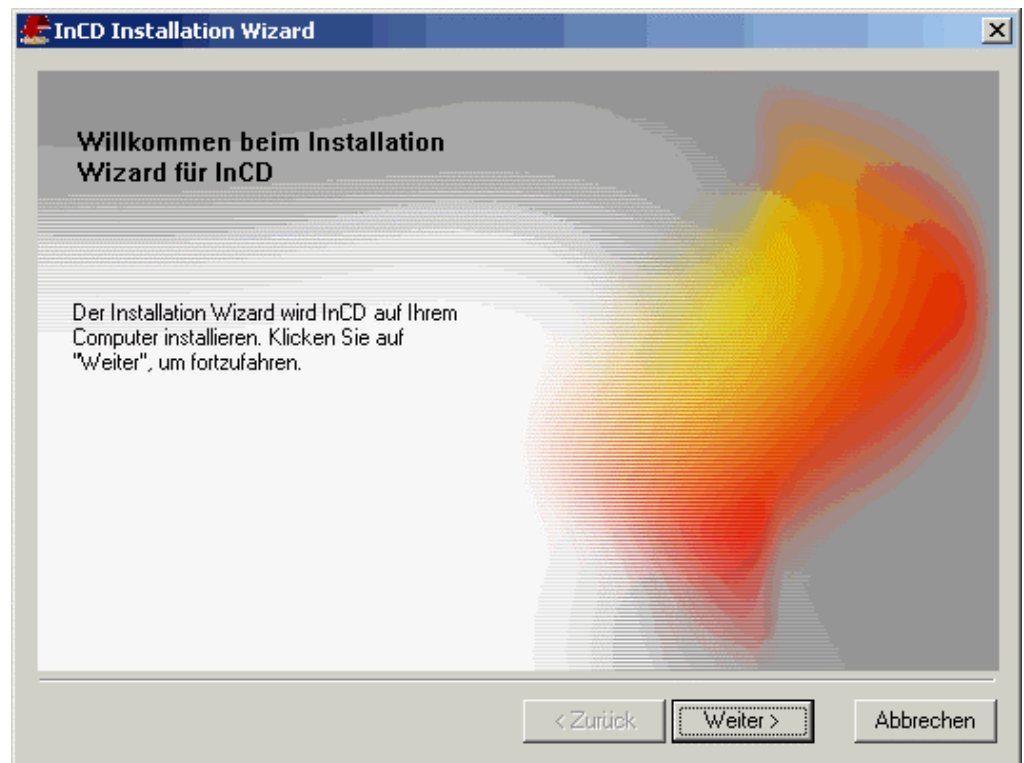 InCD Installation Wizard
Willkommen beim Installation
Wizard für InCD
Der Installation Wizard wird InCD auf Ihrem
Computer installieren. Klicken Sie auf
"Weiter", um fortzufahren.
< Zurück
Weiter >
Abbrechen